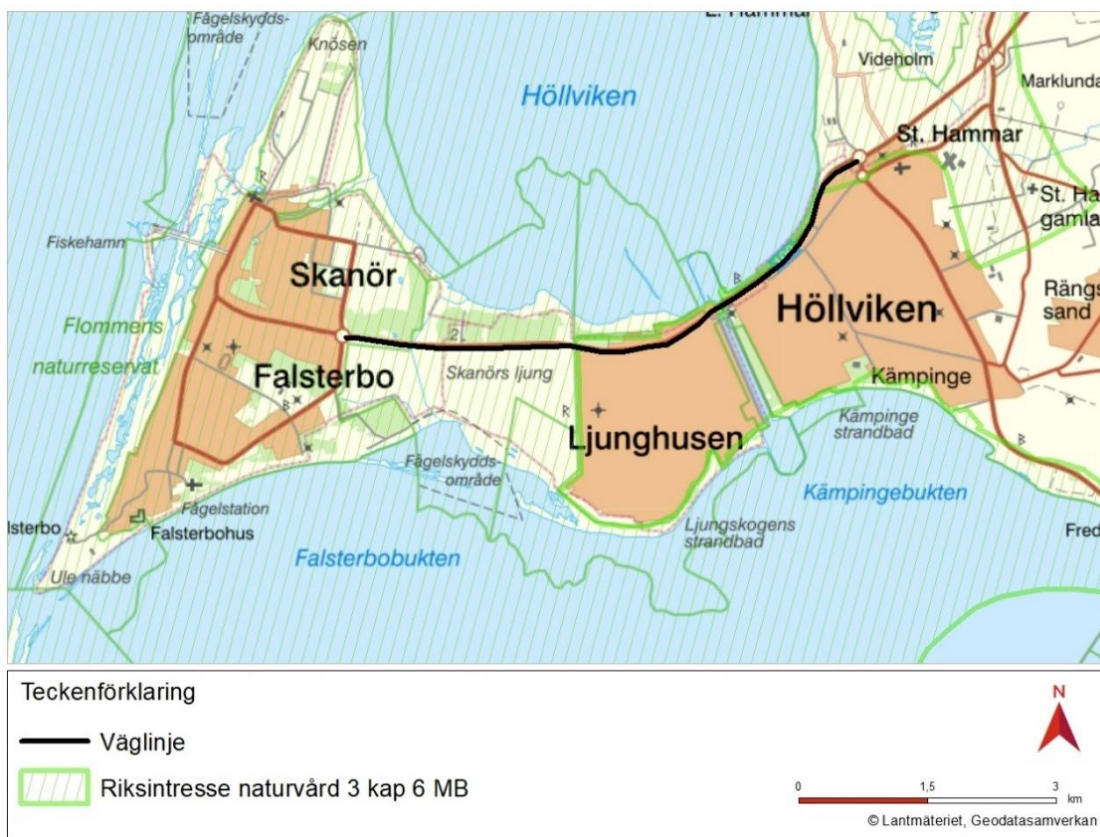 Fågelskydds-
område
Knösen
Höllviken
L. Hammar
Videholm
Marklunda
St. Hammar
St. Ha
gamla
Fiskehamn
Skanör
Höllviken
Rängs
sand
Flommens
naturreservat
Falsterbo
Skanörs ljung
Kämpinge
Ljunghusen
Kämpinge
strandbad
Fågelskydds-
område
Kämpingebukten
Fågelstation
lsterbo
Falsterbohus
Ljungskogens
strandbad
Fred
Falsterbobukten
Ule näbbe
Teckenförklaring
Väglinje
Riksintresse naturvård 3 kap 6 MB
N
0 1,5 3
km
© Lantmäteriet, Geodatasamverkan